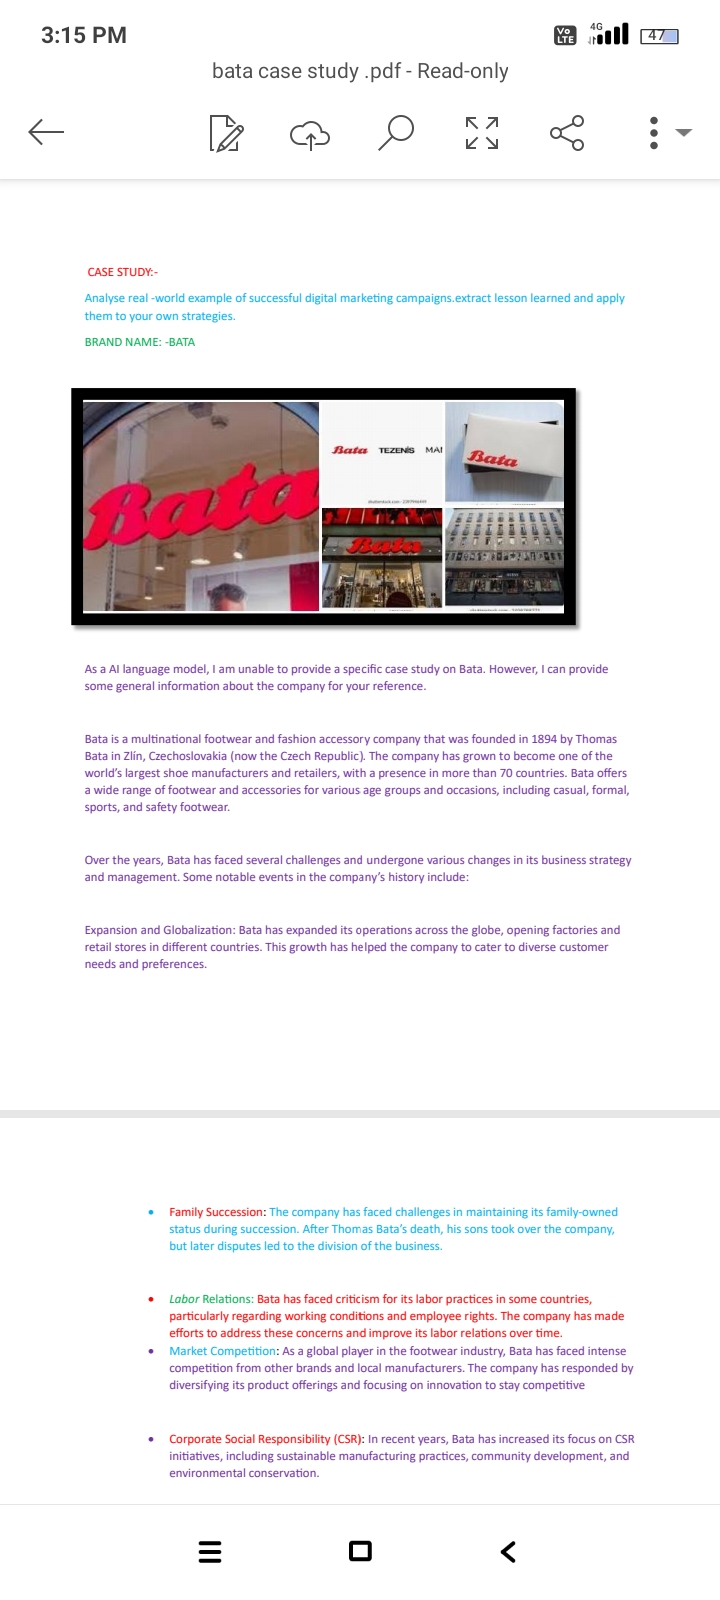 3:15 PM
Vo LTE
4G
47
bata case study .pdf - Read-only
CASE STUDY:-
Analyse real -world example of successful digital marketing campaigns.extract lesson learned and apply
them to your own strategies.
BRAND NAME: -BATA
Bata
Bata TEZENIS MAI
Bata
Bata
As a AI language model, I am unable to provide a specific case study on Bata. However, I can provide
some general information about the company for your reference.
Bata is a multinational footwear and fashion accessory company that was founded in 1894 by Thomas
Bata in Zlín, Czechoslovakia (now the Czech Republic). The company has grown to become one of the
world's largest shoe manufacturers and retailers, with a presence in more than 70 countries. Bata offers
a wide range of footwear and accessories for various age groups and occasions, including casual, formal,
sports, and safety footwear.
Over the years, Bata has faced several challenges and undergone various changes in its business strategy
and management. Some notable events in the company's history include:
Expansion and Globalization: Bata has expanded its operations across the globe, opening factories and
retail stores in different countries. This growth has helped the company to cater to diverse customer
needs and preferences.
• Family Succession: The company has faced challenges in maintaining its family-owned
status during succession. After Thomas Bata's death, his sons took over the company,
but later disputes led to the division of the business.
• Labor Relations: Bata has faced criticism for its labor practices in some countries,
particularly regarding working conditions and employee rights. The company has made
efforts to address these concerns and improve its labor relations over time.
• Market Competition: As a global player in the footwear industry, Bata has faced intense
competition from other brands and local manufacturers. The company has responded by
diversifying its product offerings and focusing on innovation to stay competitive
• Corporate Social Responsibility (CSR): In recent years, Bata has increased its focus on CSR
initiatives, including sustainable manufacturing practices, community development, and
environmental conservation.